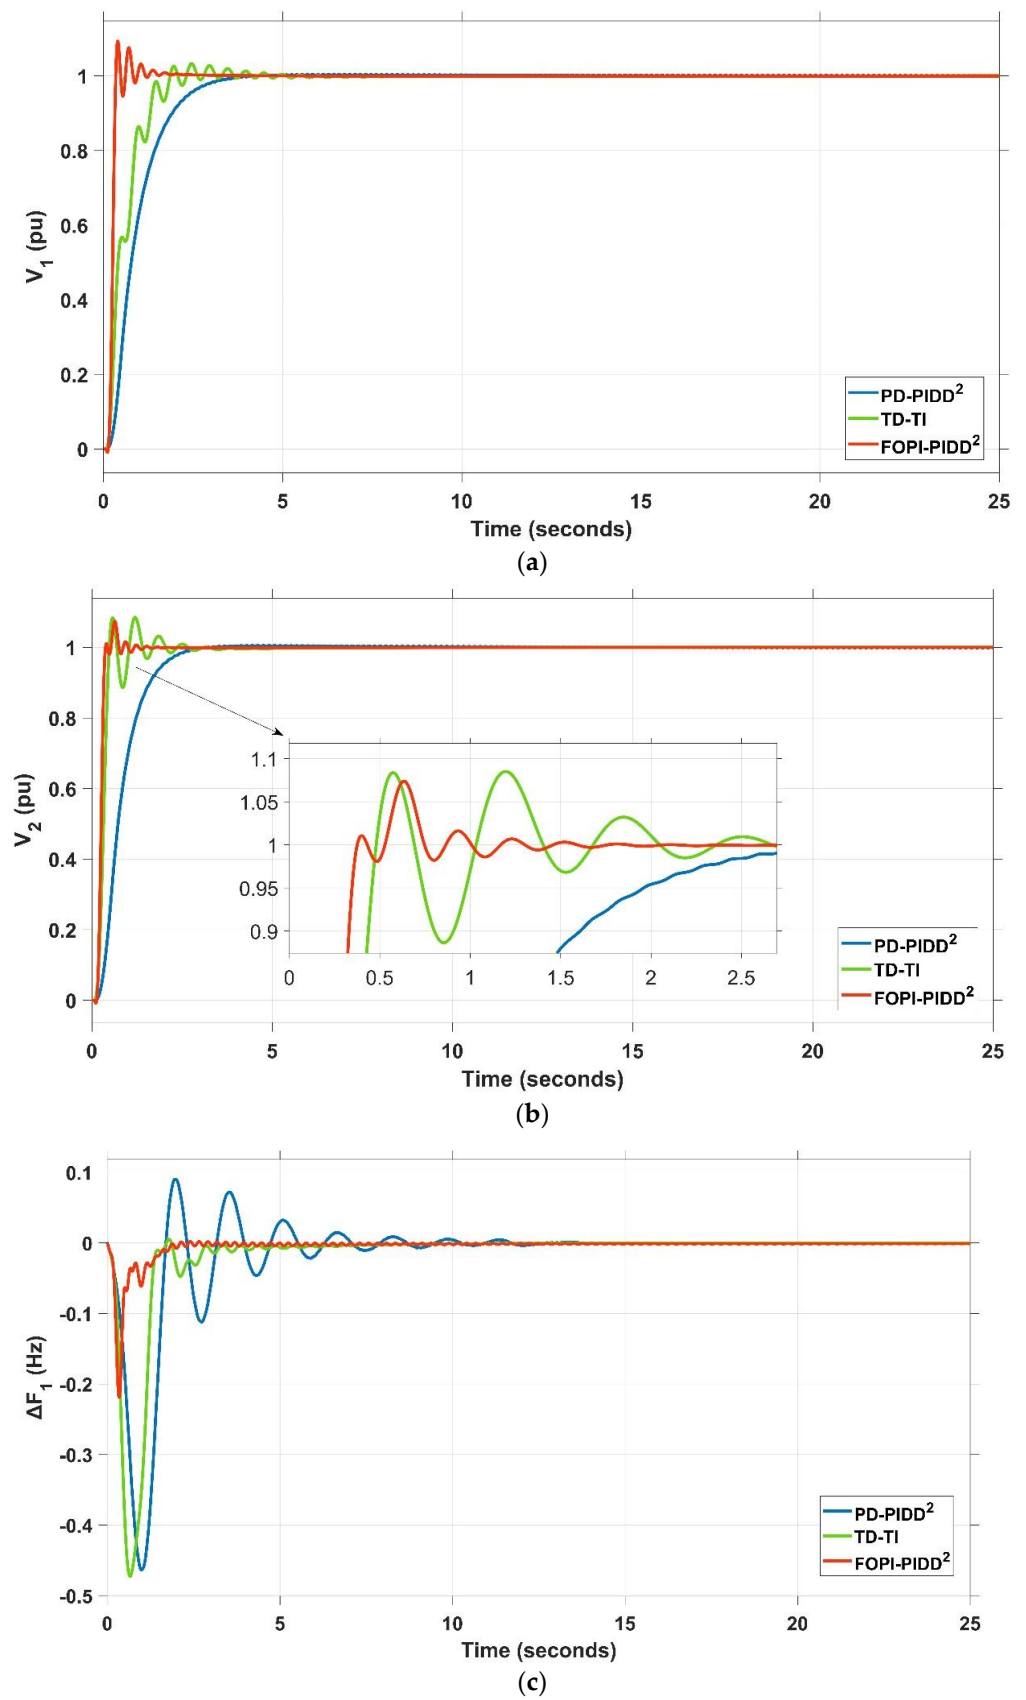 1
0.8
0.6
0.4
0.2
0
V1 (pu)
PD-PIDD2
TD-TI
FOPI-PIDD2
0 5 10 15 20 25
Time (seconds)
(a)
1
0.8
0.6
0.4
0.2
0
V2 (pu)
1.1
1.05
1
0.95
0.9
0 0.5 1 1.5 2 2.5
PD-PIDD2
TD-TI
FOPI-PIDD2
0 5 10 15 20 25
Time (seconds)
(b)
0.1
0
-0.1
-0.2
-0.3
-0.4
-0.5
ΔF1 (Hz)
PD-PIDD2
TD-TI
FOPI-PIDD2
0 5 10 15 20 25
Time (seconds)
(c)